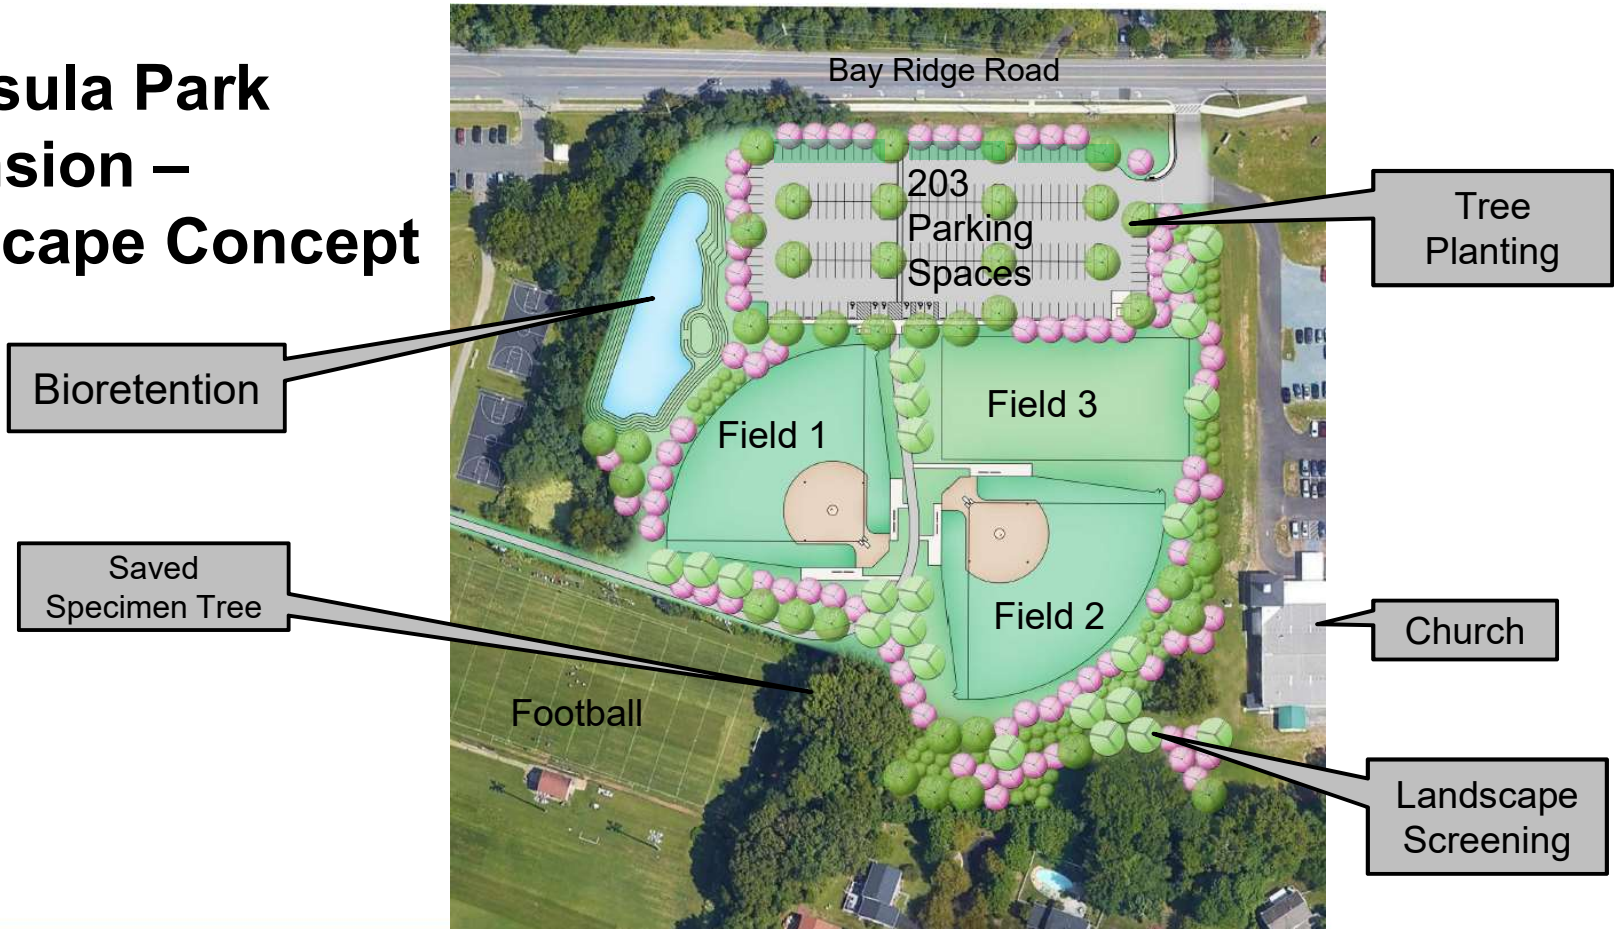 sula Park
nsion –
cape Concept
Bay Ridge Road
203
Parking
Spaces
Tree
Planting
Bioretention
Field 1
Field 3
Saved
Specimen Tree
Field 2
Church
Football
Landscape
Screening